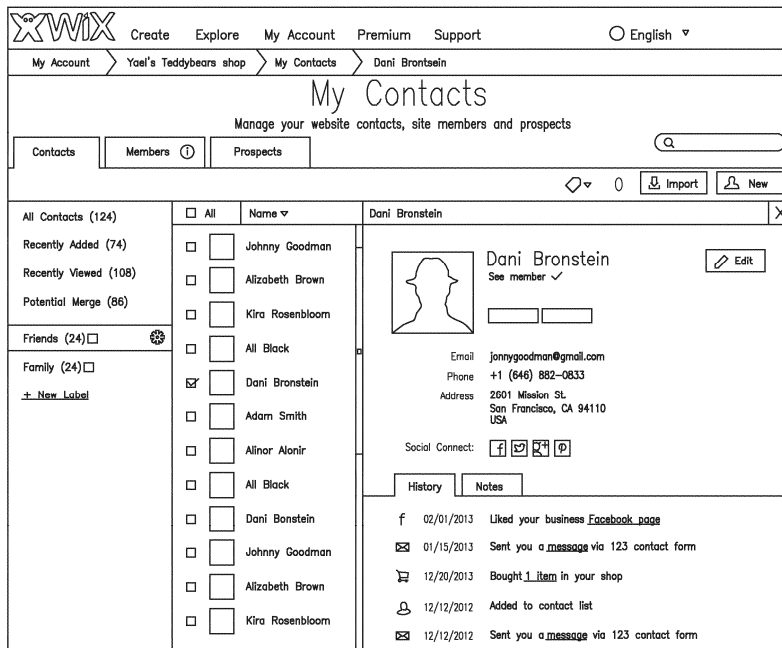 WiX
Create Explore My Account Premium Support English
My Account Yael's Teddybears shop My Contacts Dani Brontsein
My Contacts
Manage your website contacts, site members and prospects
Contacts Members i Prospects
0 Import New
All Contacts (124)
Recently Added (74)
Recently Viewed (108)
Potential Merge (86)
Friends (24)
Family (24)
+ New Label
All Name
Johnny Goodman
Alizabeth Brown
Kira Rosenbloom
All Black
Dani Bronstein
Adam Smith
Alinor Alonir
All Black
Dani Bonstein
Johnny Goodman
Alizabeth Brown
Kira Rosenbloom
Dani Bronstein X
Dani Bronstein
See member
Edit
Email jonnygoodman@gmail.com
Phone +1 (646) 882-0833
Address 2601 Mission St.
San Francisco, CA 94110
USA
Social Connect: f g+ P
History Notes
f 02/01/2013 Liked your business Facebook page
01/15/2013 Sent you a message via 123 contact form
12/20/2013 Bought 1 item in your shop
12/12/2012 Added to contact list
12/12/2012 Sent you a message via 123 contact form